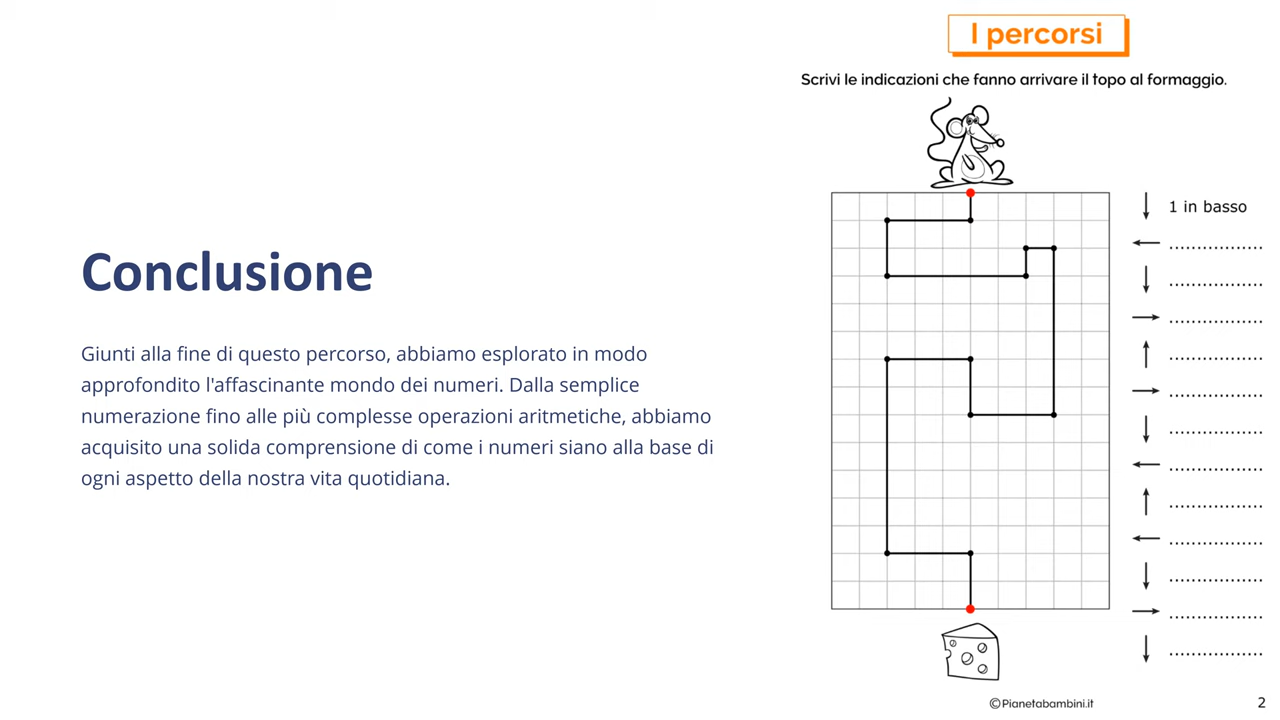 Conclusione
Giunti alla fine di questo percorso, abbiamo esplorato in modo
approfondito l'affascinante mondo dei numeri. Dalla semplice
numerazione fino alle più complesse operazioni aritmetiche, abbiamo
acquisito una solida comprensione di come i numeri siano alla base di
ogni aspetto della nostra vita quotidiana.
I percorsi
Scrivi le indicazioni che fanno arrivare il topo al formaggio.
↓ 1 in basso
← .................
↓ .................
→ .................
↑ .................
→ .................
↓ .................
← .................
↑ .................
← .................
↓ .................
→ .................
↓ .................
©Pianetabambini.it
2